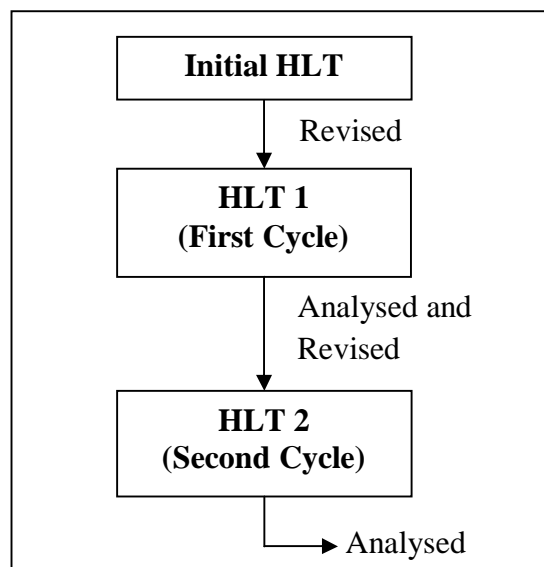 Initial HLT
Revised
HLT 1
(First Cycle)
Analysed and
Revised
HLT 2
(Second Cycle)
Analysed